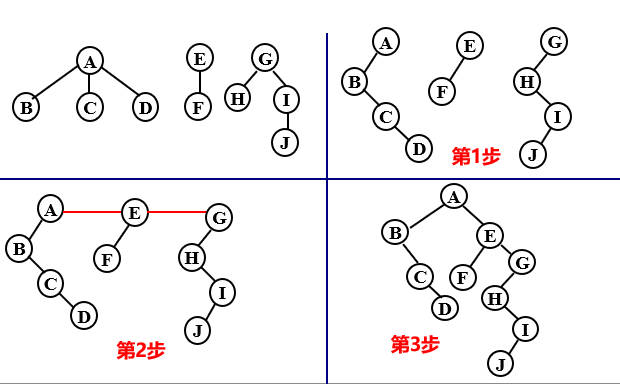 A
B C D
E
F
G
H I
J
A
B
C
D
E
F
G
H
I
J
第1步
A E G
B F H
C I
D J
第2步
A
B E
C F G
D H
I
J
第3步